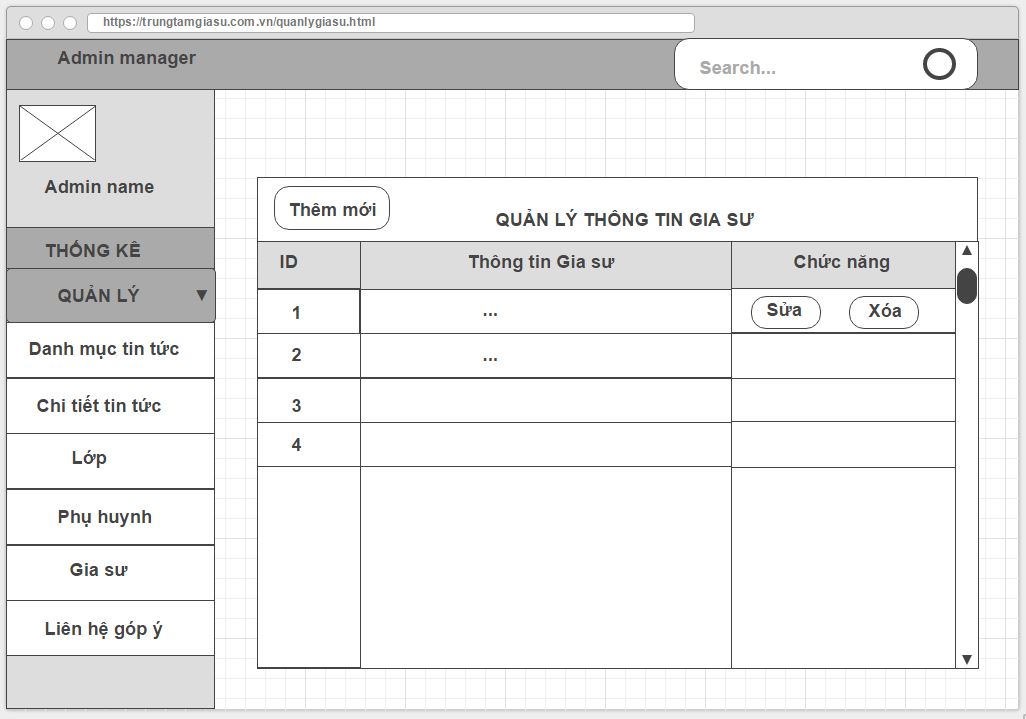 https://trungtamgiasu.com.vn/quanlygiasu.html
Admin manager
Search...
Admin name
THỐNG KÊ
QUẢN LÝ ▼
Danh mục tin tức
Chi tiết tin tức
Lớp
Phụ huynh
Gia sư
Liên hệ góp ý
Thêm mới
QUẢN LÝ THÔNG TIN GIA SƯ
ID Thông tin Gia sư Chức năng
1 ... Sửa Xóa
2 ...
3
4